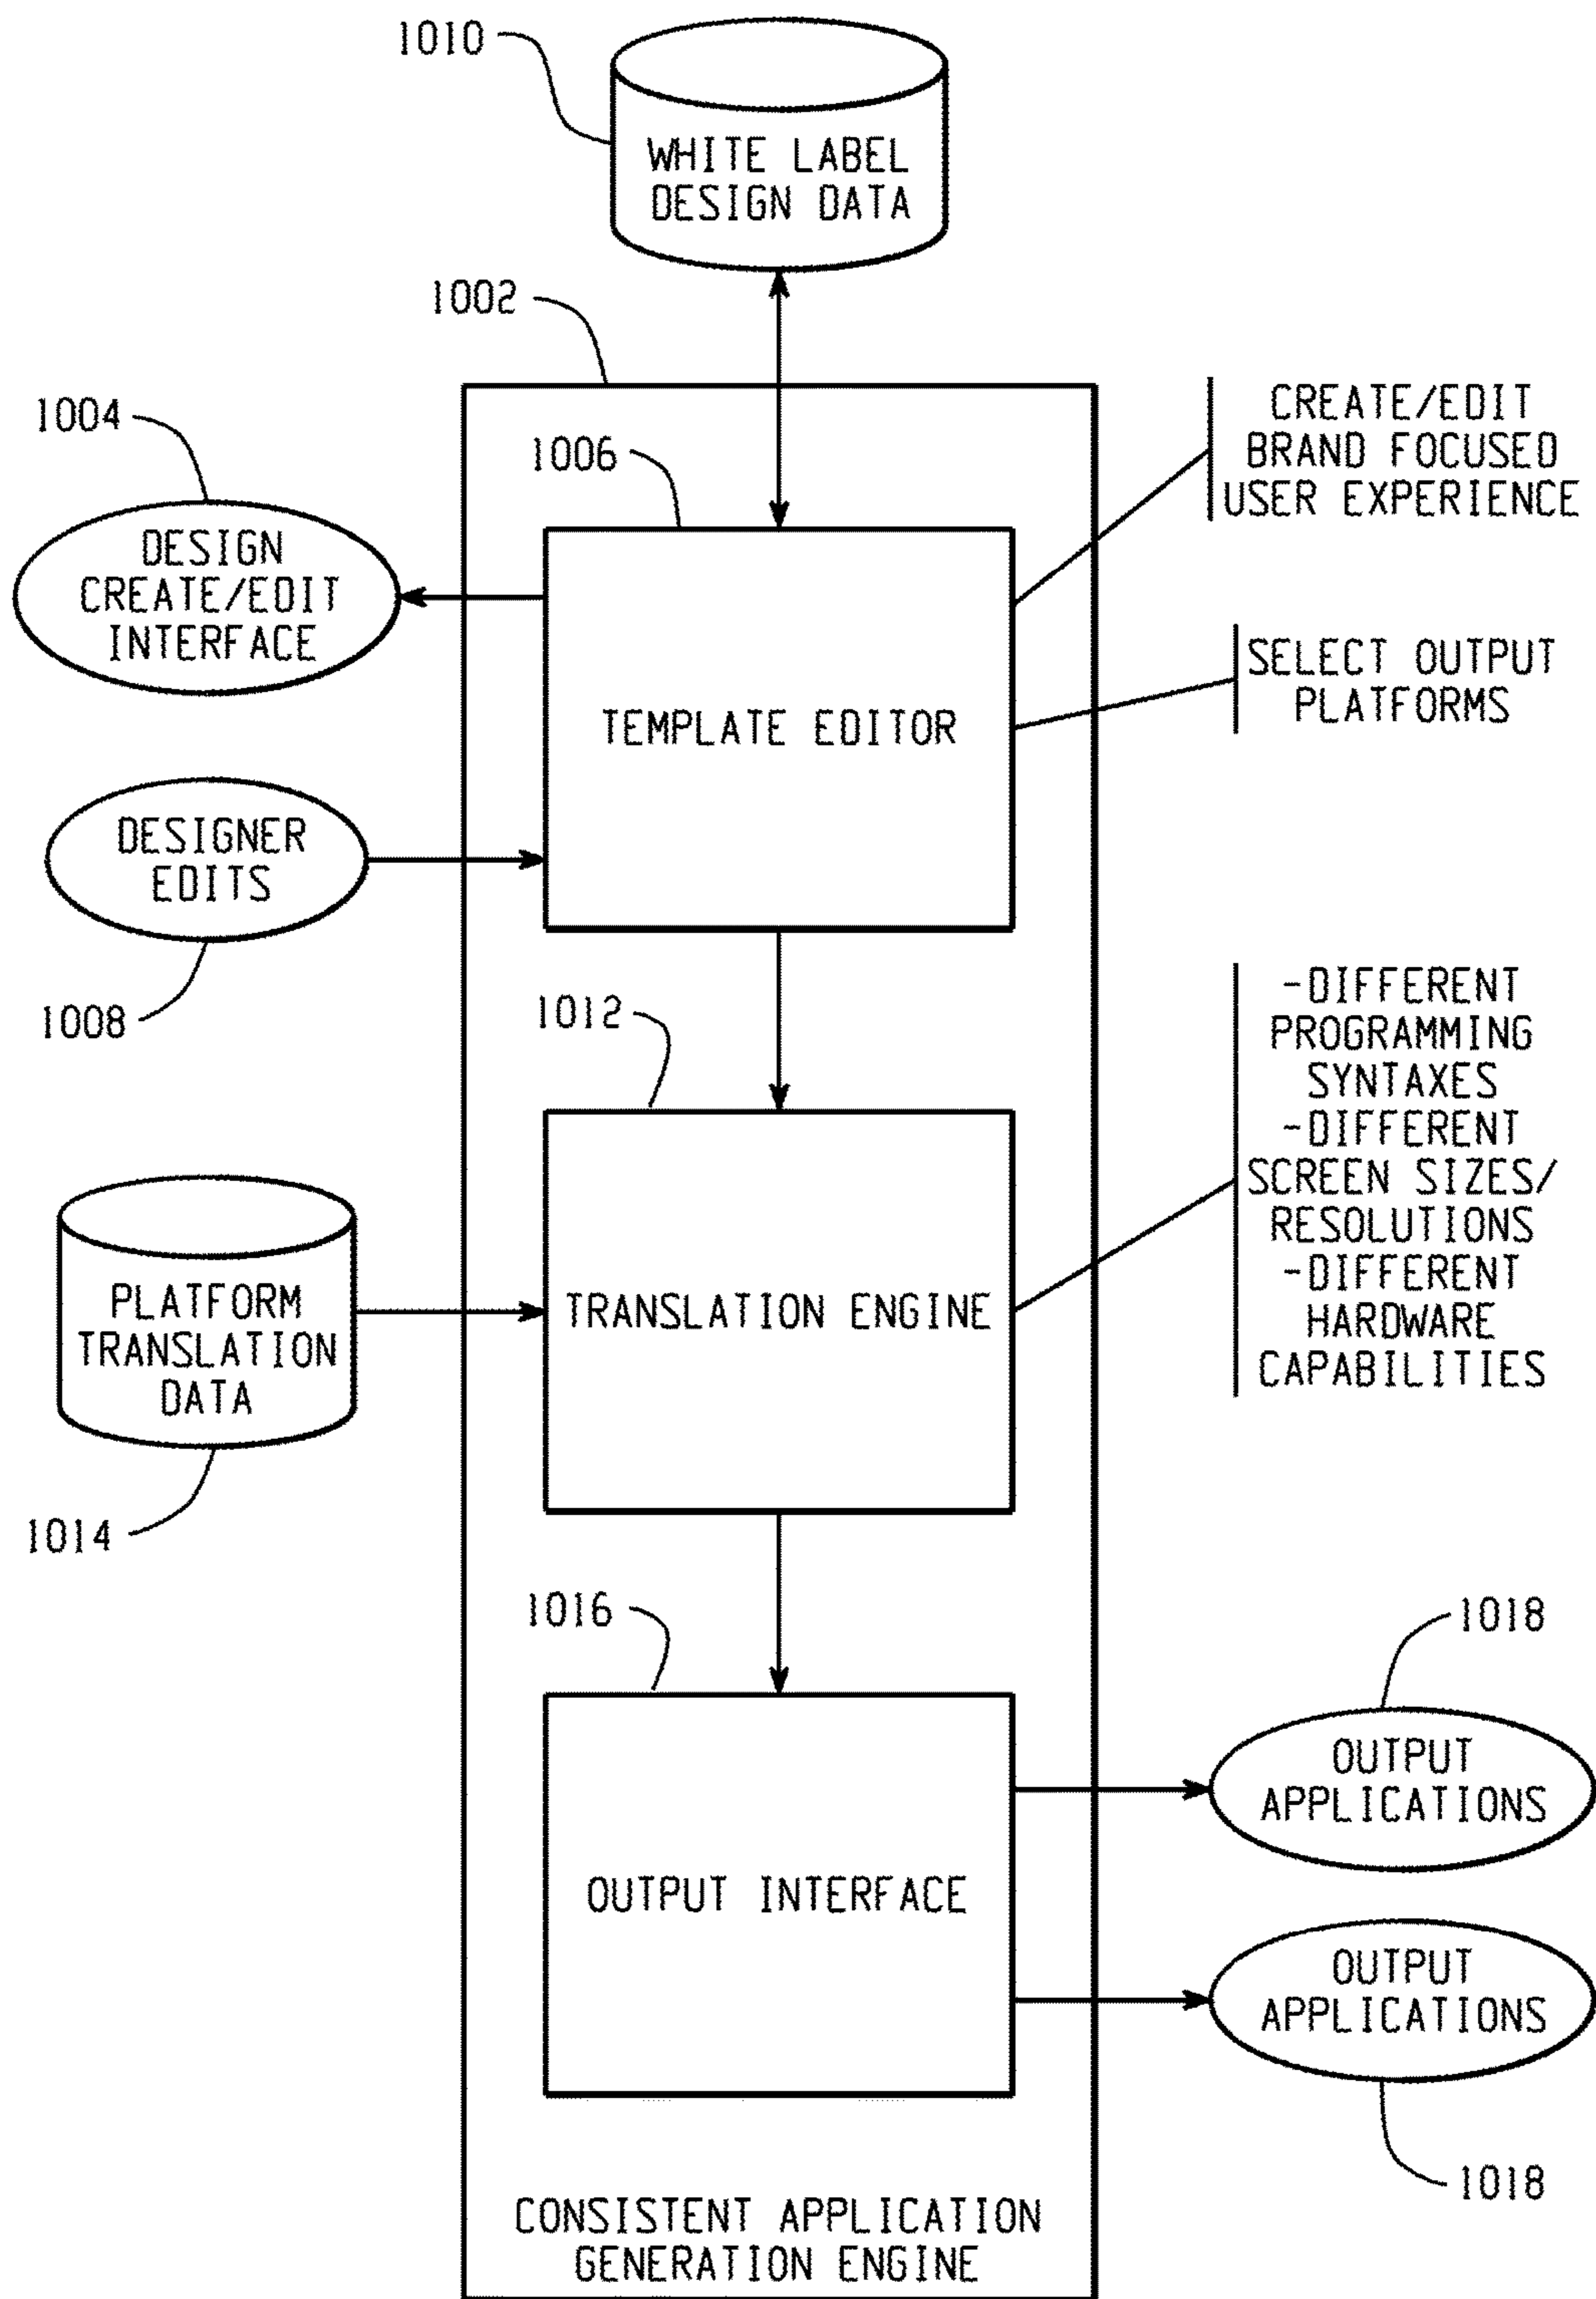 1010
WHITE LABEL
DESIGN DATA
1002
1004
1006
CREATE/EDIT
BRAND FOCUSED
USER EXPERIENCE
DESIGN
CREATE/EDIT
INTERFACE
SELECT OUTPUT
PLATFORMS
TEMPLATE EDITOR
DESIGNER
EDITS
1008
1012
-DIFFERENT
PROGRAMMING
SYNTAXES
-DIFFERENT
SCREEN SIZES/
RESOLUTIONS
-DIFFERENT
HARDWARE
CAPABILITIES
PLATFORM
TRANSLATION
DATA
TRANSLATION ENGINE
1014
1016
1018
OUTPUT
APPLICATIONS
OUTPUT INTERFACE
OUTPUT
APPLICATIONS
1018
CONSISTENT APPLICATION
GENERATION ENGINE